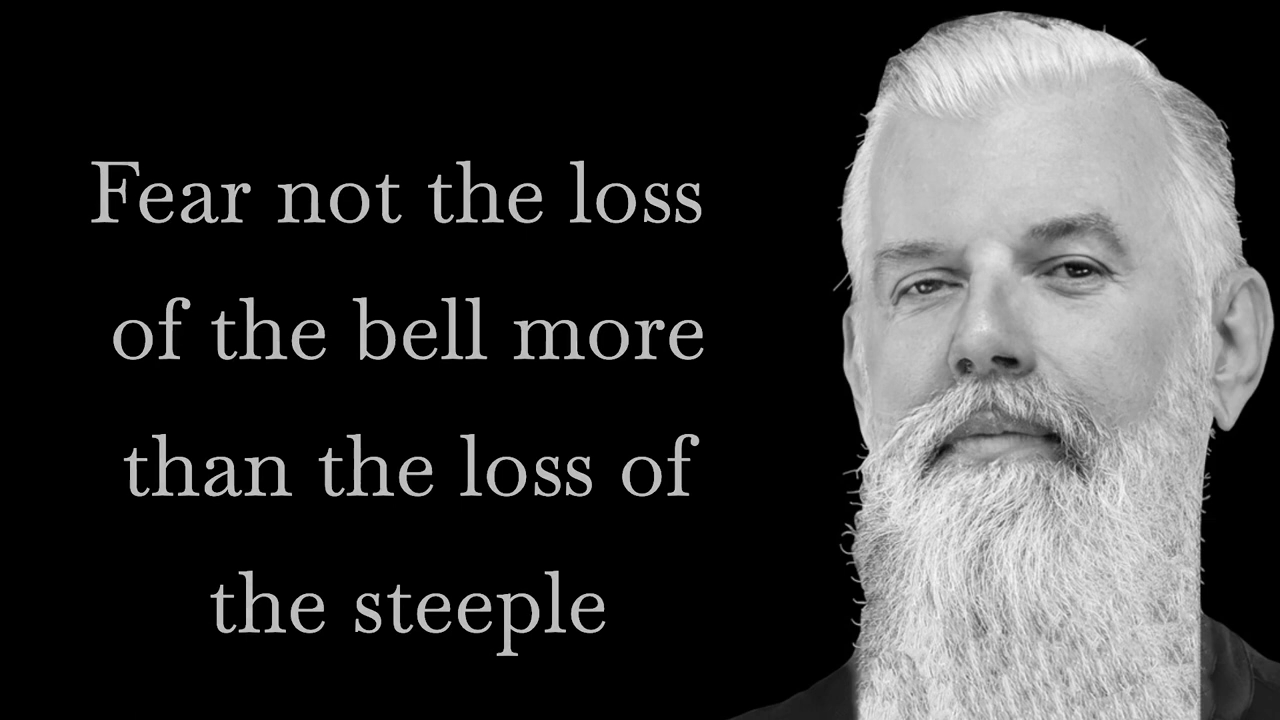 Fear not the loss
of the bell more
than the loss of
the steeple